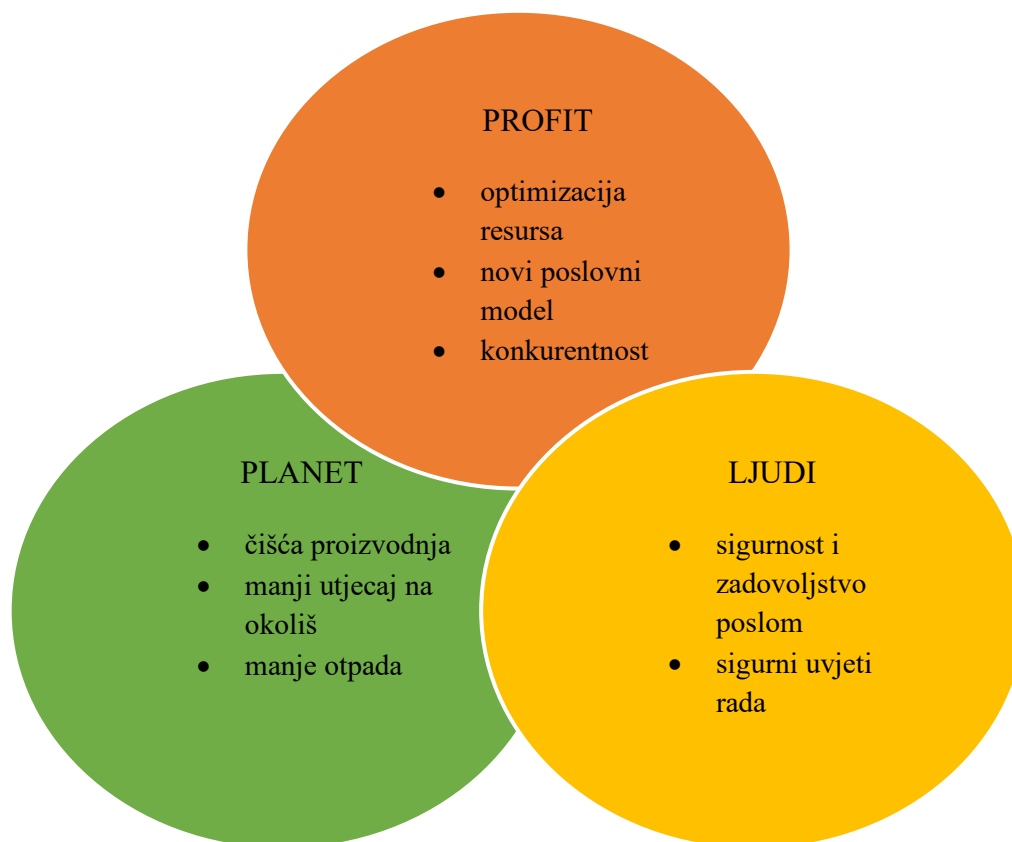 PROFIT
• optimizacija
resursa
• novi poslovni
model
• konkurentnost
PLANET
• čišća proizvodnja
• manji utjecaj na
okoliš
• manje otpada
LJUDI
• sigurnost i
zadovoljstvo
poslom
• sigurni uvjeti
rada